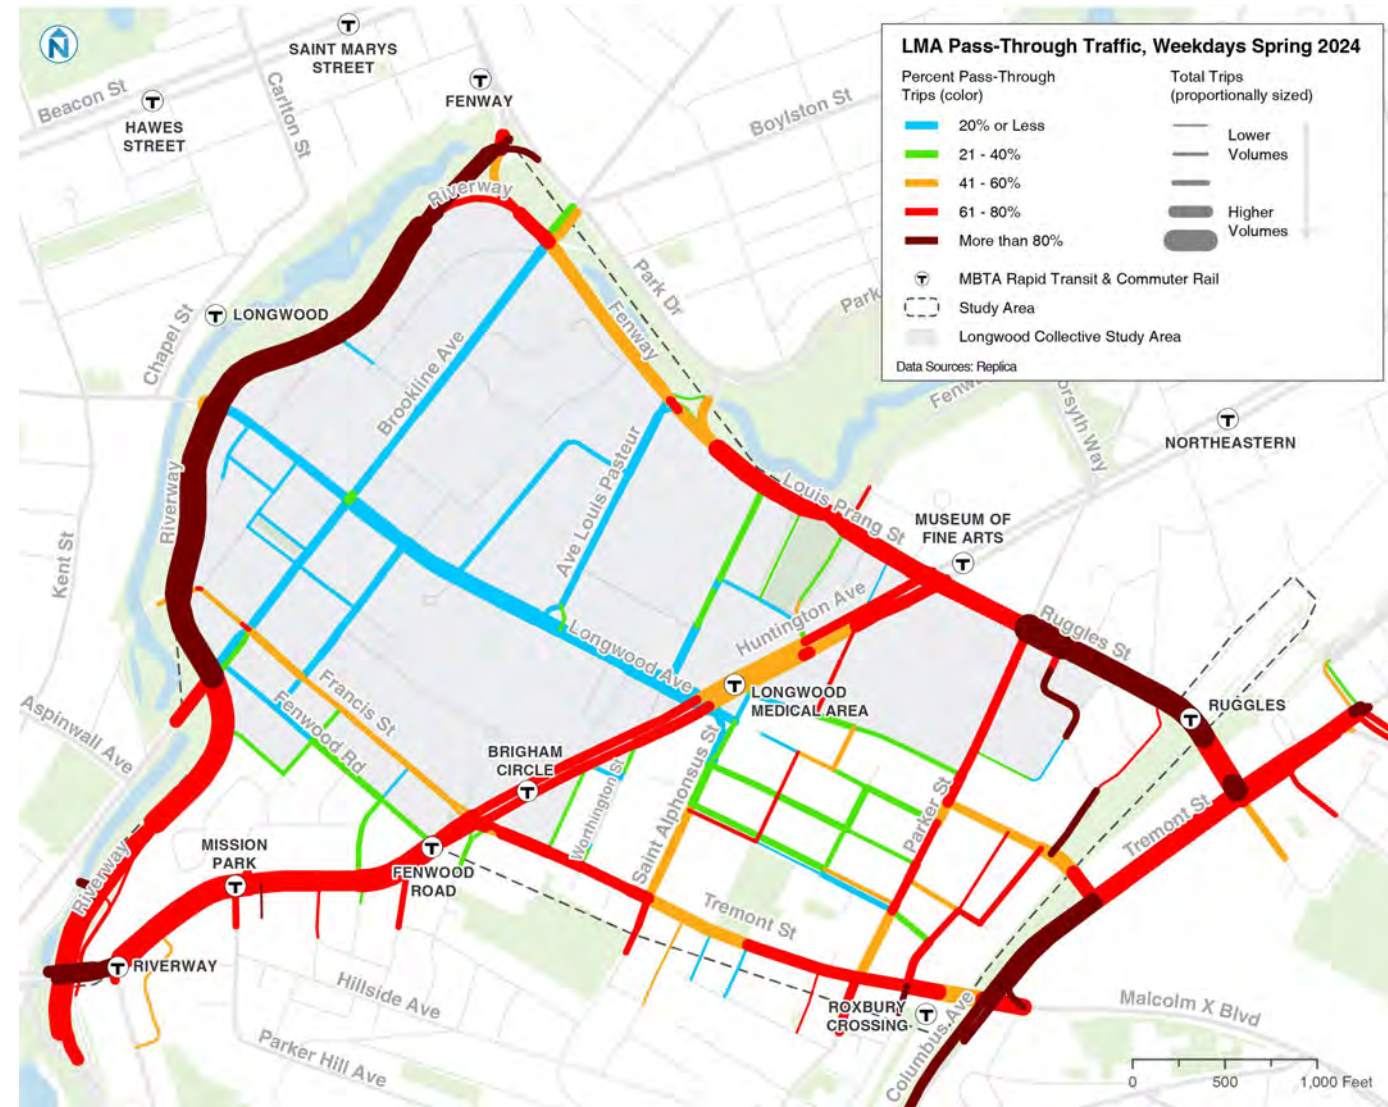 N
SAINT MARYS
STREET
FENWAY
HAWES
STREET
Beacon St
Carlton St
Boylston St
LMA Pass-Through Traffic, Weekdays Spring 2024
Percent Pass-Through
Trips (color)
20% or Less
21 - 40%
41 - 60%
61 - 80%
More than 80%
Total Trips
(proportionally sized)
Lower
Volumes
Higher
Volumes
T MBTA Rapid Transit & Commuter Rail
Study Area
Longwood Collective Study Area
Data Sources: Replica
Riverway
Park Dr
Park
Fenway
LONGWOOD
Chapel St
Brookline Ave
Fenw
orsyth Way
NORTHEASTERN
Ave Louis Pasteur
Louis Prang St
MUSEUM OF
FINE ARTS
Riverway
Kent St
Huntington Ave
Ruggles St
Longwood Ave
LONGWOOD
MEDICAL AREA
RUGGLES
Francis St
Fenwood Rd
Aspinwall Ave
BRIGHAM
CIRCLE
Worthington St
Saint Alphonsus St
Parker St
Tremont St
MISSION
PARK
FENWOOD
ROAD
Riverway
RIVERWAY
Tremont St
Hillside Ave
Parker Hill Ave
ROXBURY
CROSSING
Columbus Ave
Malcolm X Blvd
0 500 1,000 Feet